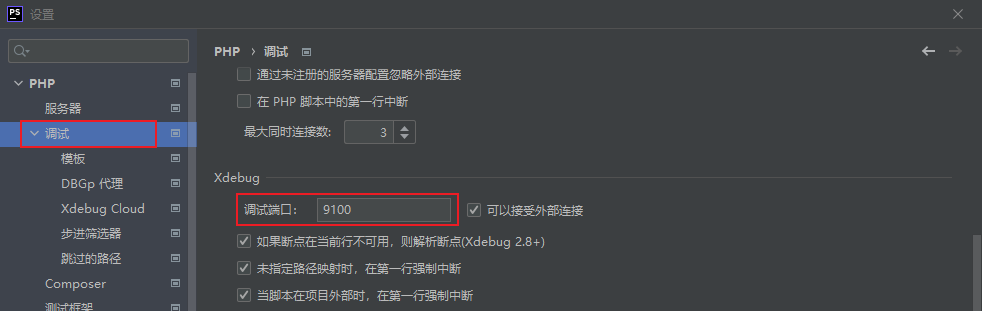 PS 设置
PHP
服务器
调试
模板
DBGp 代理
Xdebug Cloud
步进筛选器
跳过的路径
Composer
测试框架
PHP › 调试
通过未注册的服务器配置忽略外部连接
在 PHP 脚本中的第一行中断
最大同时连接数: 3
Xdebug
调试端口: 9100 可以接受外部连接
如果断点在当前行不可用，则解析断点(Xdebug 2.8+)
未指定路径映射时，在第一行强制中断
当脚本在项目外部时，在第一行强制中断